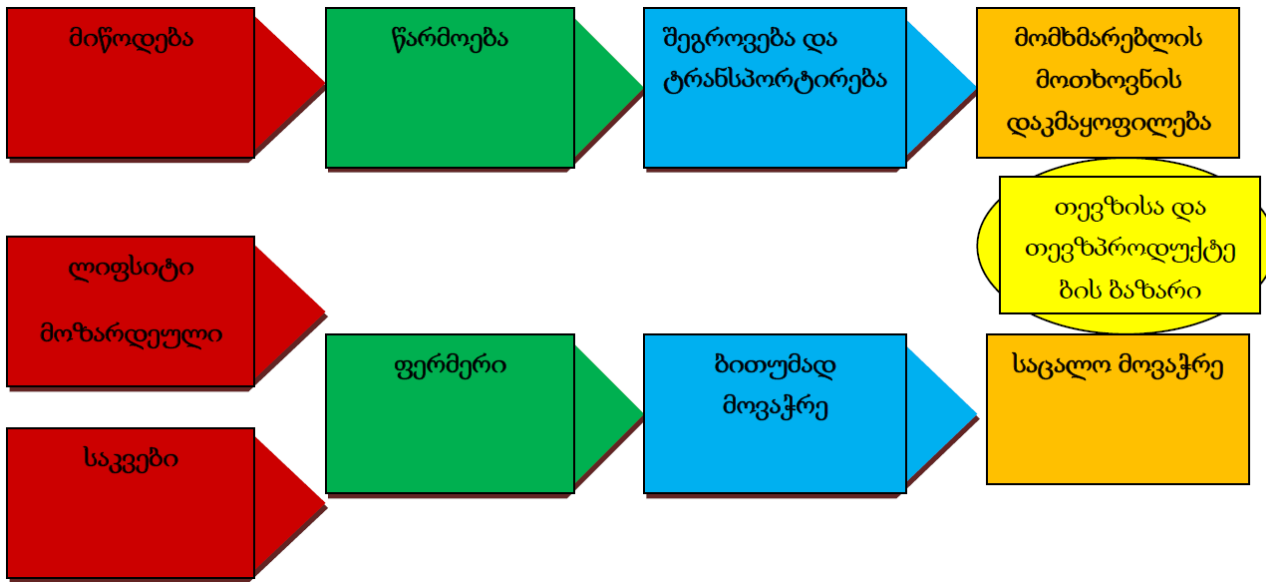 მიწოდება
წარმოება
შეგროვება და
ტრანსპორტირება
მომხმარებლის
მოთხოვნის
დაკმაყოფილება
თევზისა და
თევზპროდუქტე
ბის ბაზარი
ლიფსიტი
მოზარდეული
საკვები
ფერმერი
ბითუმად
მოვაჭრე
საცალო მოვაჭრე